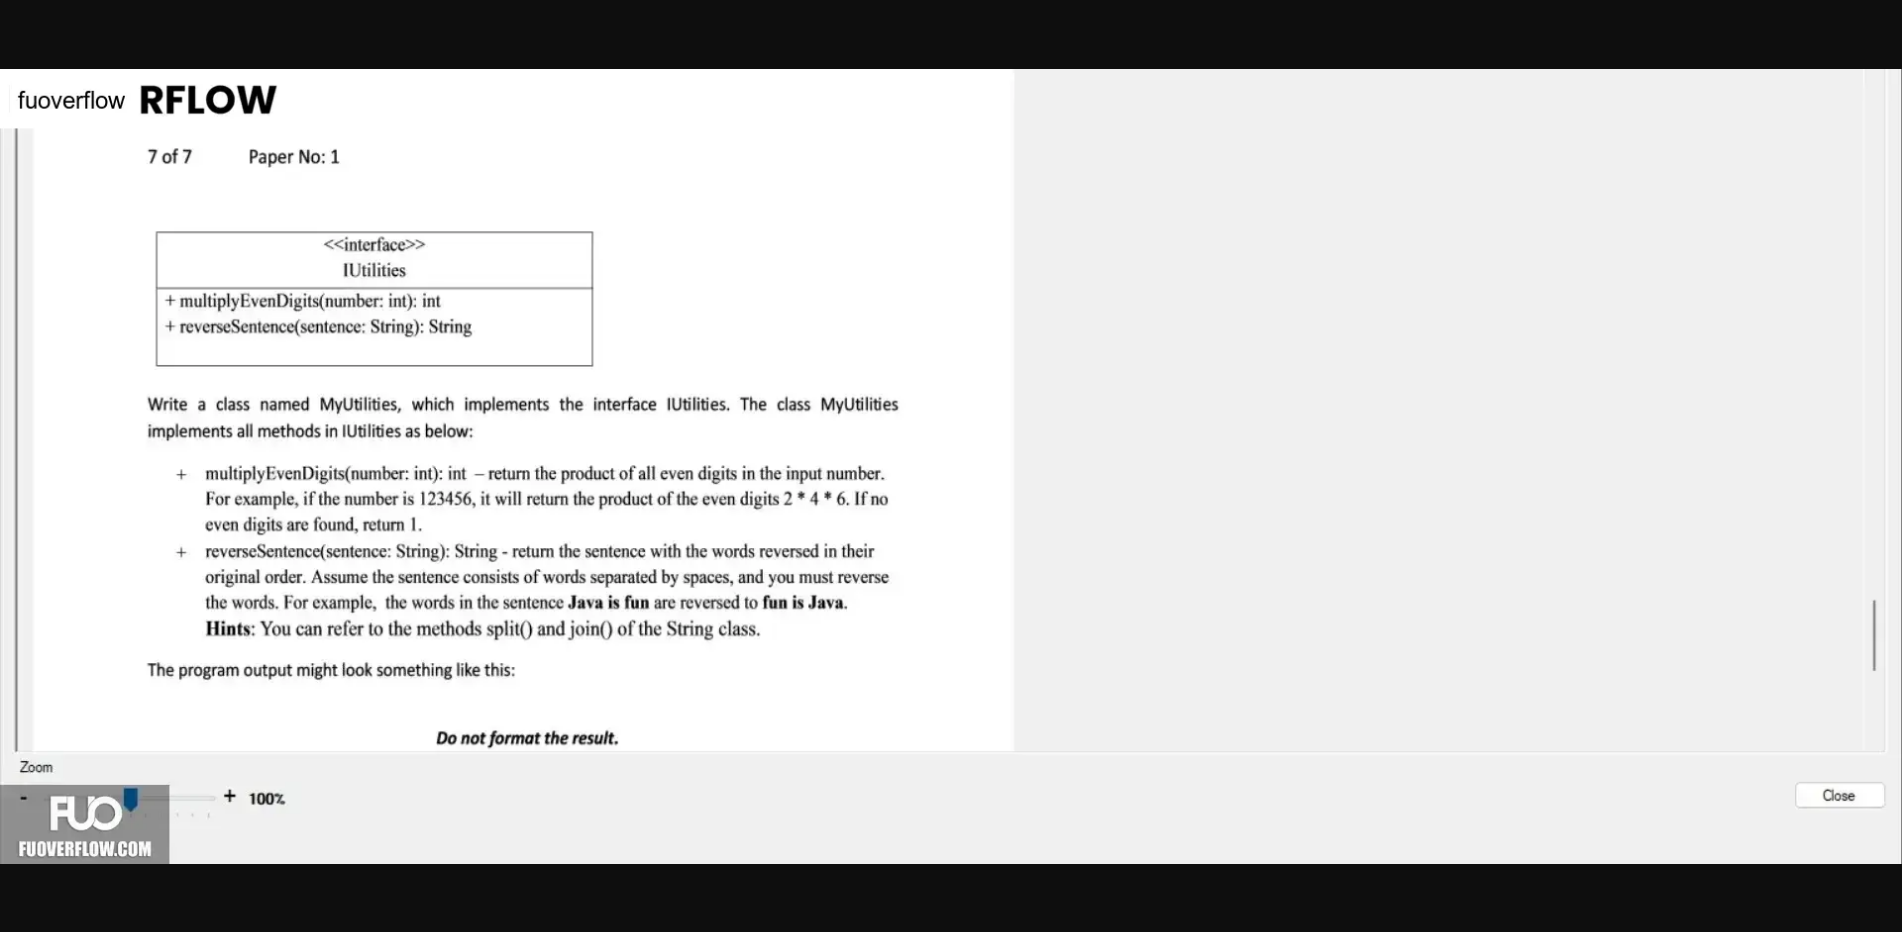 fuoverflow RFLOW
7 of 7 Paper No: 1
<<interface>>
IUtilities
+ multiplyEvenDigits(number: int): int
+ reverseSentence(sentence: String): String
Write a class named MyUtilities, which implements the interface IUtilities. The class MyUtilities
implements all methods in IUtilities as below:
+ multiplyEvenDigits(number: int): int – return the product of all even digits in the input number.
For example, if the number is 123456, it will return the product of the even digits 2 * 4 * 6. If no
even digits are found, return 1.
+ reverseSentence(sentence: String): String - return the sentence with the words reversed in their
original order. Assume the sentence consists of words separated by spaces, and you must reverse
the words. For example, the words in the sentence Java is fun are reversed to fun is Java.
Hints: You can refer to the methods split() and join() of the String class.
The program output might look something like this:
Do not format the result.
Zoom
- + 100%
Close
FUO
FUOVERFLOW.COM